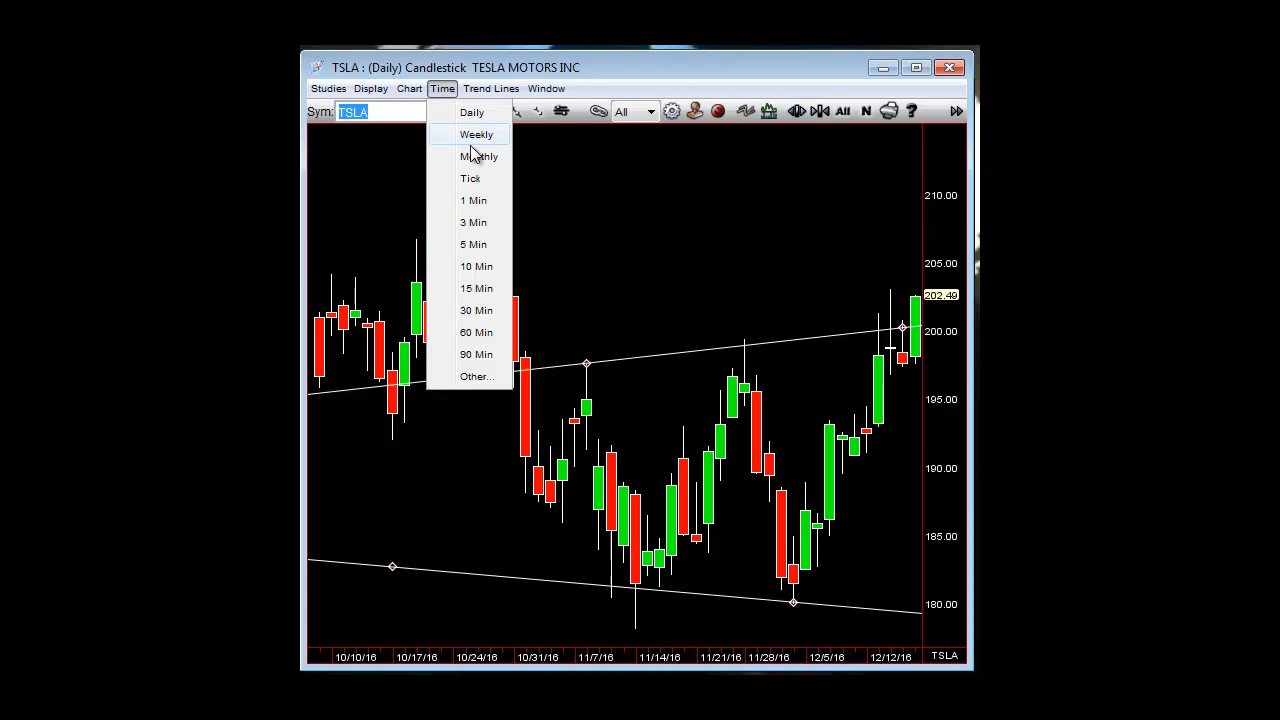 TSLA : (Daily) Candlestick TESLA MOTORS INC
Studies Display Chart Time Trend Lines Window
Sym: TSLA All All N ?
Daily
Weekly
Tick
1 Min
3 Min
5 Min
10 Min
15 Min
30 Min
60 Min
90 Min
Other...
210.00
205.00
202.49
200.00
195.00
190.00
185.00
180.00
10/10/16 10/17/16 10/24/16 10/31/16 11/7/16 11/14/16 11/21/16 11/28/16 12/5/16 12/12/16 TSLA